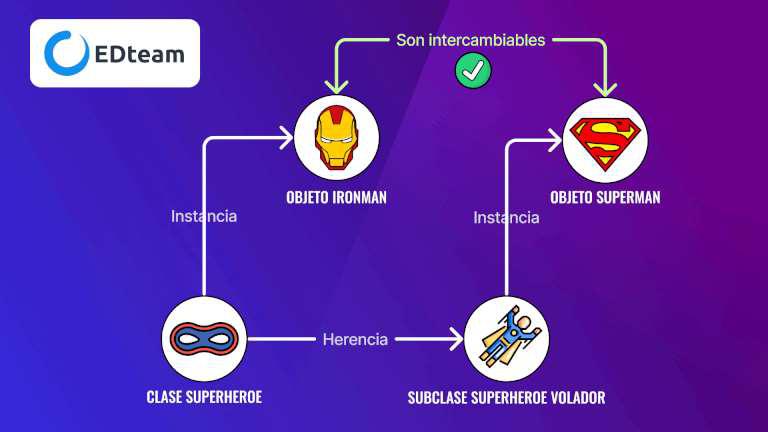 EDteam
Son intercambiables
OBJETO IRONMAN
OBJETO SUPERMAN
Instancia
Instancia
Herencia
CLASE SUPERHEROE
SUBCLASE SUPERHEROE VOLADOR